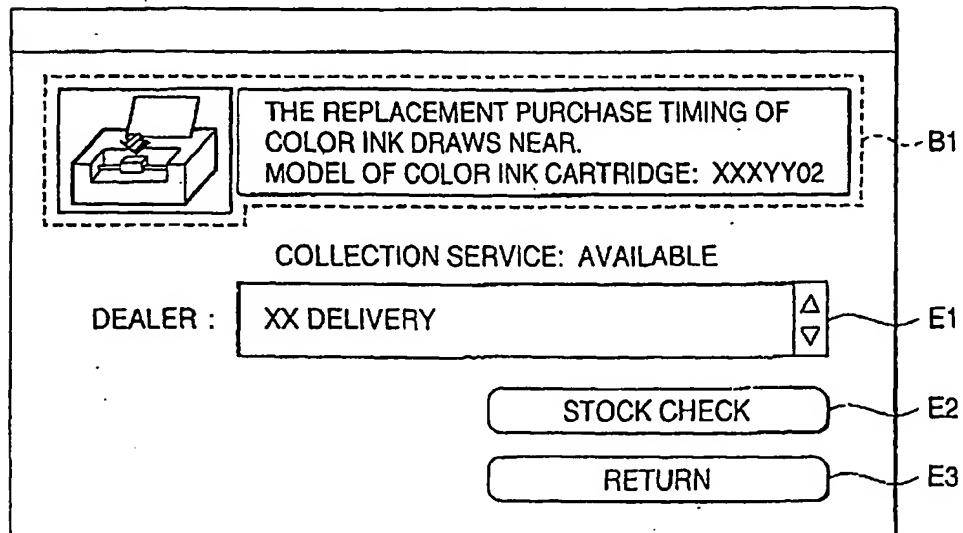 THE REPLACEMENT PURCHASE TIMING OF
COLOR INK DRAWS NEAR.
MODEL OF COLOR INK CARTRIDGE: XXXYY02
B1
COLLECTION SERVICE: AVAILABLE
DEALER : XX DELIVERY E1
STOCK CHECK E2
RETURN E3